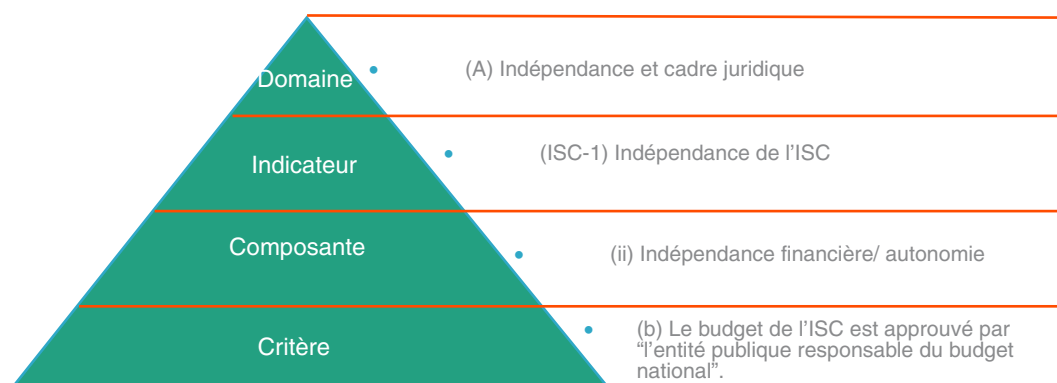 Domaine
• (A) Indépendance et cadre juridique
Indicateur
• (ISC-1) Indépendance de l’ISC
Composante
• (ii) Indépendance financière/ autonomie
Critère
• (b) Le budget de l’ISC est approuvé par
“l’entité publique responsable du budget
national”.